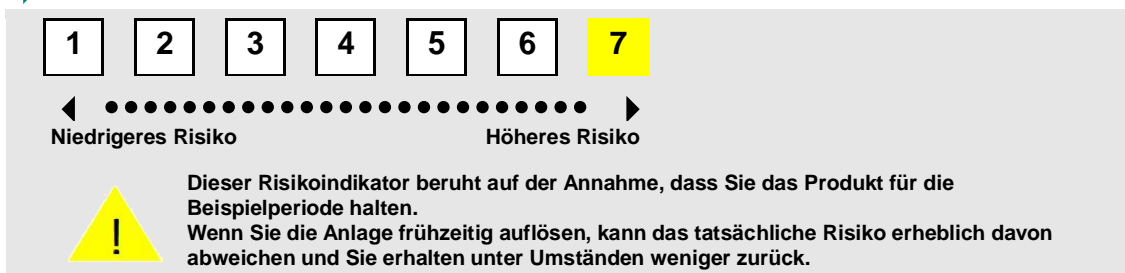 1 2 3 4 5 6 7
Niedrigeres Risiko Höheres Risiko
Dieser Risikoindikator beruht auf der Annahme, dass Sie das Produkt für die
Beispielperiode halten.
! Wenn Sie die Anlage frühzeitig auflösen, kann das tatsächliche Risiko erheblich davon
abweichen und Sie erhalten unter Umständen weniger zurück.